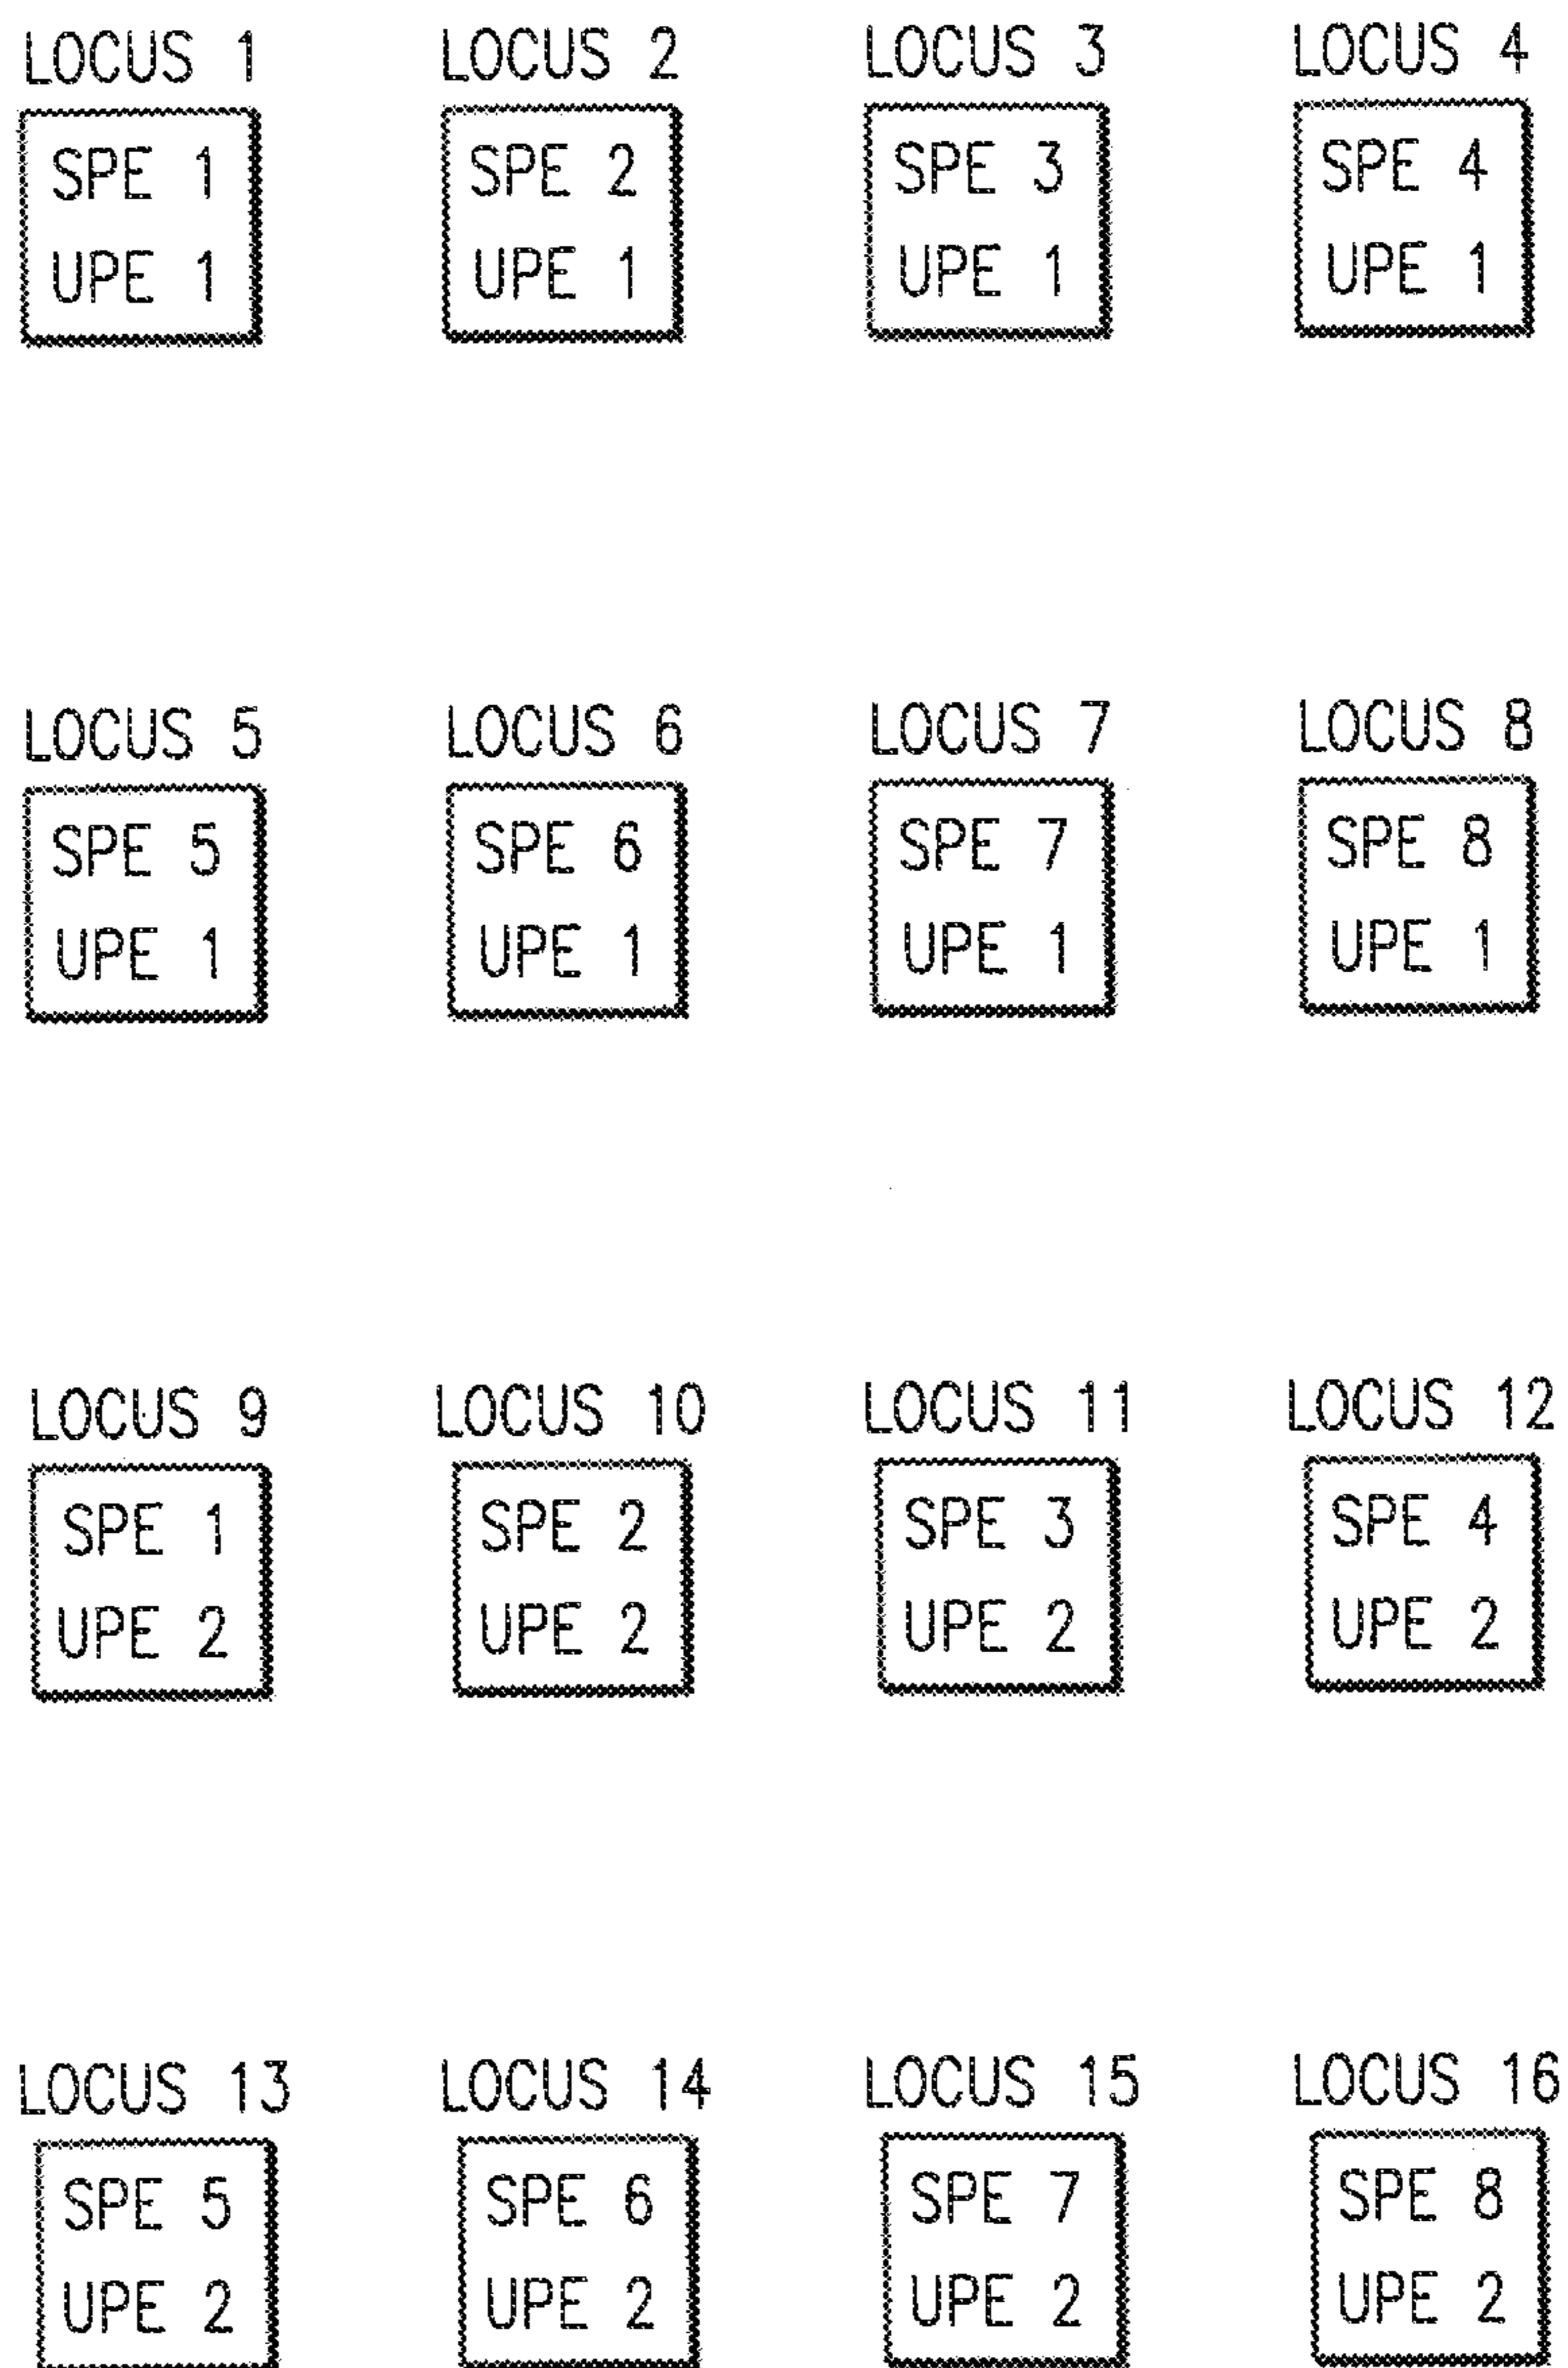 LOCUS 1 LOCUS 2 LOCUS 3 LOCUS 4
SPE 1 SPE 2 SPE 3 SPE 4
UPE 1 UPE 1 UPE 1 UPE 1
LOCUS 5 LOCUS 6 LOCUS 7 LOCUS 8
SPE 5 SPE 6 SPE 7 SPE 8
UPE 1 UPE 1 UPE 1 UPE 1
LOCUS 9 LOCUS 10 LOCUS 11 LOCUS 12
SPE 1 SPE 2 SPE 3 SPE 4
UPE 2 UPE 2 UPE 2 UPE 2
LOCUS 13 LOCUS 14 LOCUS 15 LOCUS 16
SPE 5 SPE 6 SPE 7 SPE 8
UPE 2 UPE 2 UPE 2 UPE 2